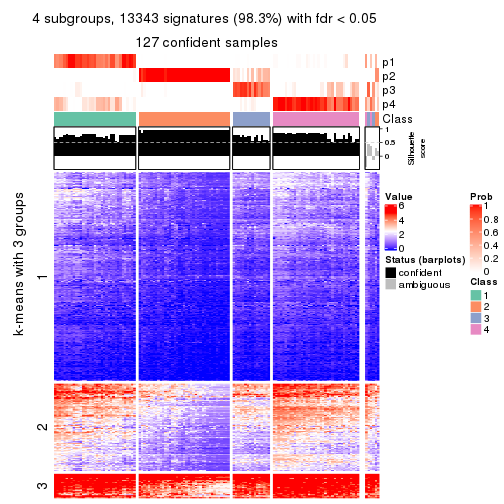 4 subgroups, 13343 signatures (98.3%) with fdr < 0.05
127 confident samples
p1
p2
p3
p4
Class
1
0.5
0
Silhouette
score
k-means with 3 groups
1
2
3
Value
6
4
2
0
Status (barplots)
confident
ambiguous
Prob
1
0.8
0.6
0.4
0.2
0
Class
1
2
3
4